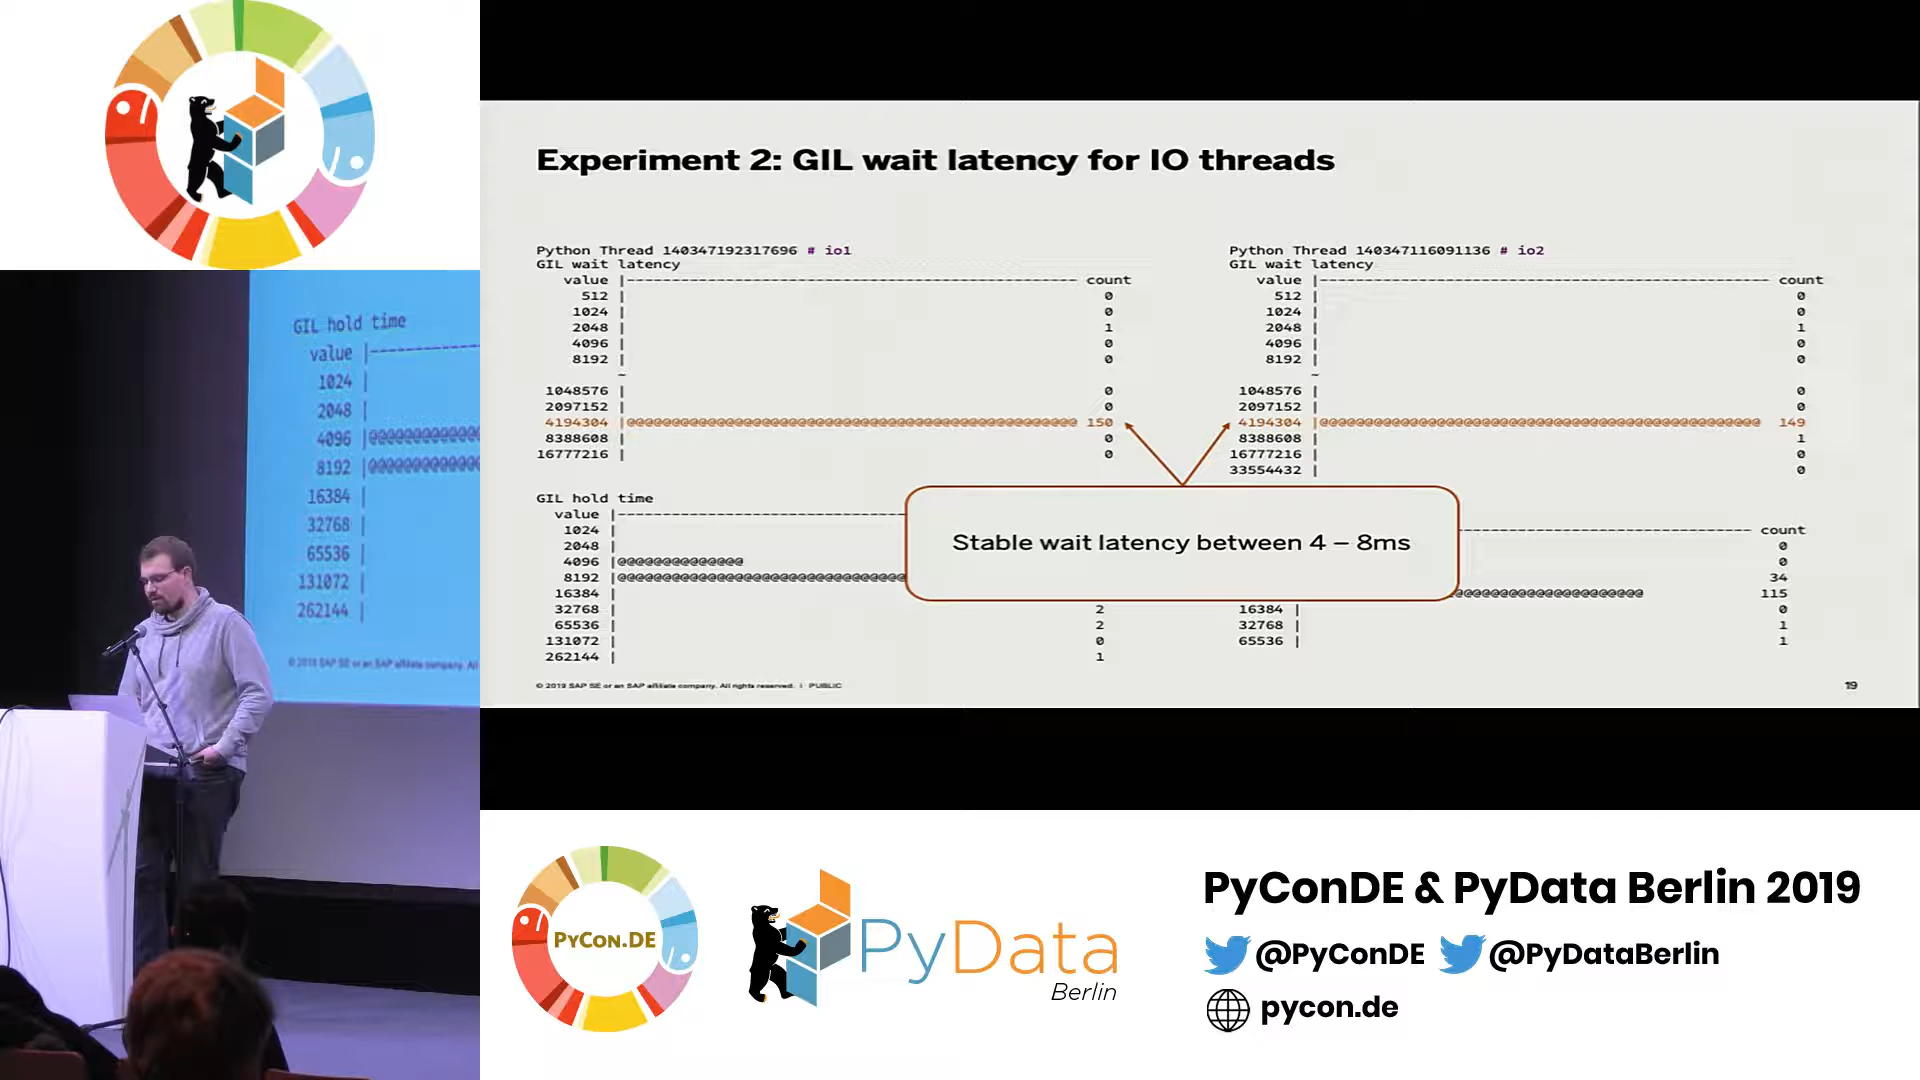 Experiment 2: GIL wait latency for IO threads
Python Thread 140347192317696 # io1
GIL wait latency
value |------------------------------------------------ count
512 | 0
1024 | 0
2048 | 1
4096 | 0
8192 | 0
~
1048576 | 0
2097152 | 0
4194304 |@@@@@@@@@@@@@@@@@@@@@@@@@@@@@@@@@@@@@@@@@@@@@@@@@@ 150
8388608 | 0
16777216 | 0
GIL hold time
value |--------------------------------
1024 |
2048 |
4096 |@@@@@@@@@@@@@@
8192 |@@@@@@@@@@@@@@@@@@@@@@@@@@@@@@@@
16384 |
32768 | 2
65536 | 2
131072 | 0
262144 | 1
Python Thread 140347116091136 # io2
GIL wait latency
value |------------------------------------------------ count
512 | 0
1024 | 0
2048 | 1
4096 | 0
8192 | 0
~
1048576 | 0
2097152 | 0
4194304 |@@@@@@@@@@@@@@@@@@@@@@@@@@@@@@@@@@@@@@@@@@@@@@@@@ 149
8388608 | 1
16777216 | 0
33554432 | 0
-------------------------------- count
0
0
34
@@@@@@@@@@@@@@@@@@@@@ 115
16384 | 0
32768 | 1
65536 | 1
Stable wait latency between 4 – 8ms
© 2019 SAP SE or an SAP affiliate company. All rights reserved. | PUBLIC
19
GIL hold time
value |------------
1024 |
2048 |
4096 |@@@@@@@@@@@@
8192 |@@@@@@@@@@@@
16384 |
32768 |
65536 |
131072 |
262144 |
© 2019 SAP SE or an SAP affiliate company. All
PyCon.DE
PyData
Berlin
PyConDE & PyData Berlin 2019
@PyConDE @PyDataBerlin
pycon.de